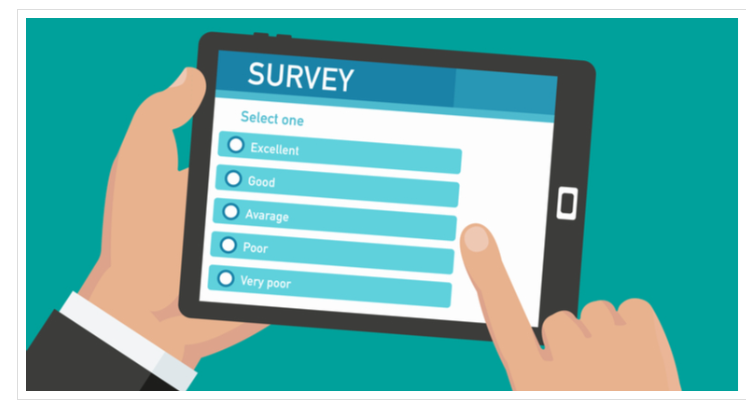 SURVEY
Select one
Excellent
Good
Avarage
Poor
Very poor